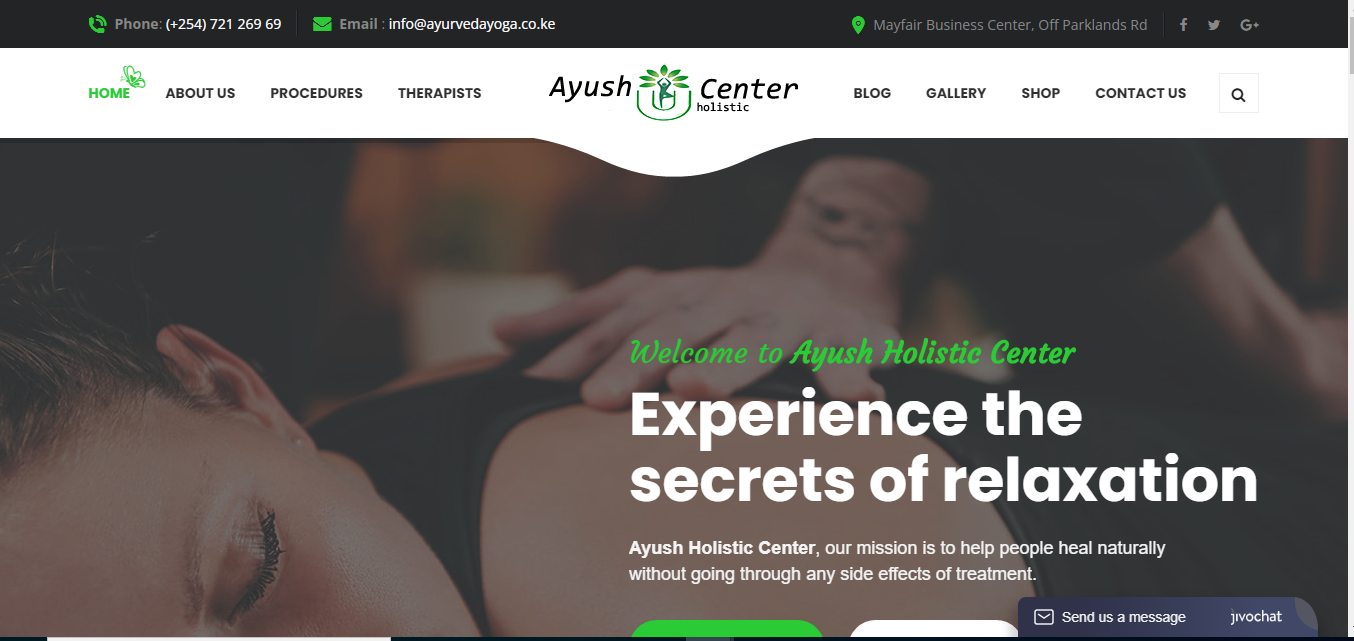 Phone: (+254) 721 269 69
Email : info@ayurvedayoga.co.ke
Mayfair Business Center, Off Parklands Rd
HOME ABOUT US PROCEDURES THERAPISTS
Ayush Center
holistic
BLOG GALLERY SHOP CONTACT US
Welcome to Ayush Holistic Center
Experience the
secrets of relaxation
Ayush Holistic Center, our mission is to help people heal naturally
without going through any side effects of treatment.
Send us a message jivochat